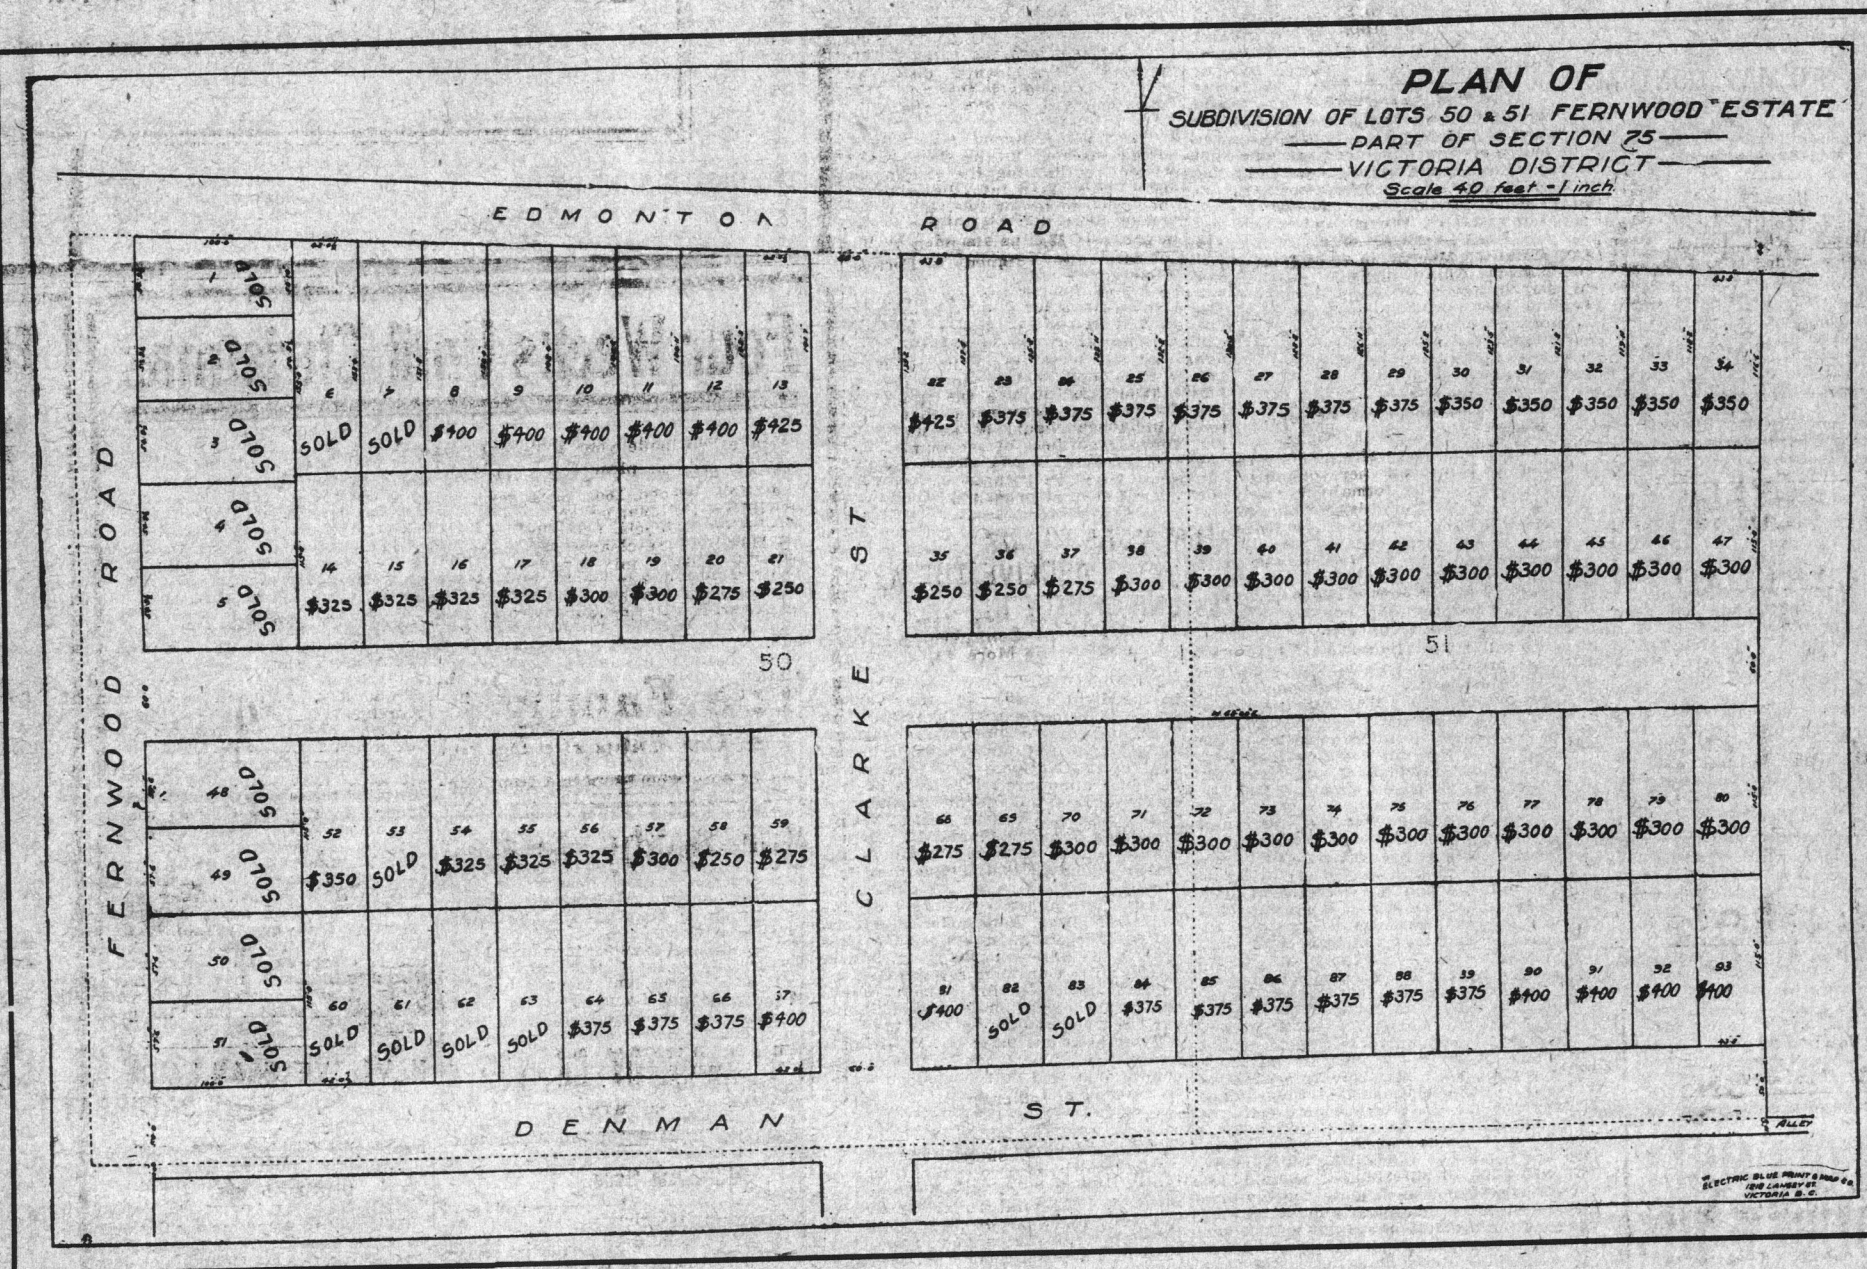 PLAN OF
SUBDIVISION OF LOTS 50 & 51 FERNWOOD ESTATE
PART OF SECTION 75
VICTORIA DISTRICT
Scale 40 feet - 1 inch.
EDMONTON ROAD
FERNWOOD ROAD
CLARKE ST
1 SOLD
2 SOLD
3 SOLD
4 SOLD
5 SOLD
6 7 8 9 10 11 12 13
SOLD SOLD $400 $400 $400 $400 $400 $425
22 23 24 25 26 27 28 29 30 31 32 33 34
$425 $375 $375 $375 $375 $375 $375 $375 $350 $350 $350 $350 $350
14 15 16 17 18 19 20 21
$325 $325 $325 $325 $300 $300 $275 $250
35 36 37 38 39 40 41 42 43 44 45 46 47
$250 $250 $275 $300 $300 $300 $300 $300 $300 $300 $300 $300 $300
50
51
48 SOLD
49 SOLD
50 SOLD
51 SOLD
52 53 54 55 56 57 58 59
$350 SOLD $325 $325 $325 $300 $250 $275
68 69 70 71 72 73 74 75 76 77 78 79 80
$275 $275 $300 $300 $300 $300 $300 $300 $300 $300 $300 $300 $300
60 61 62 63 64 65 66 67
SOLD SOLD SOLD SOLD $375 $375 $375 $400
81 82 83 84 85 86 87 88 89 90 91 92 93
$400 SOLD SOLD $375 $375 $375 $375 $375 $375 $400 $400 $400 $400
DENMAN ST.
ALLEY
ELECTRIC BLUE PRINT & MAP CO.
1218 LANGLEY ST.
VICTORIA B.C.